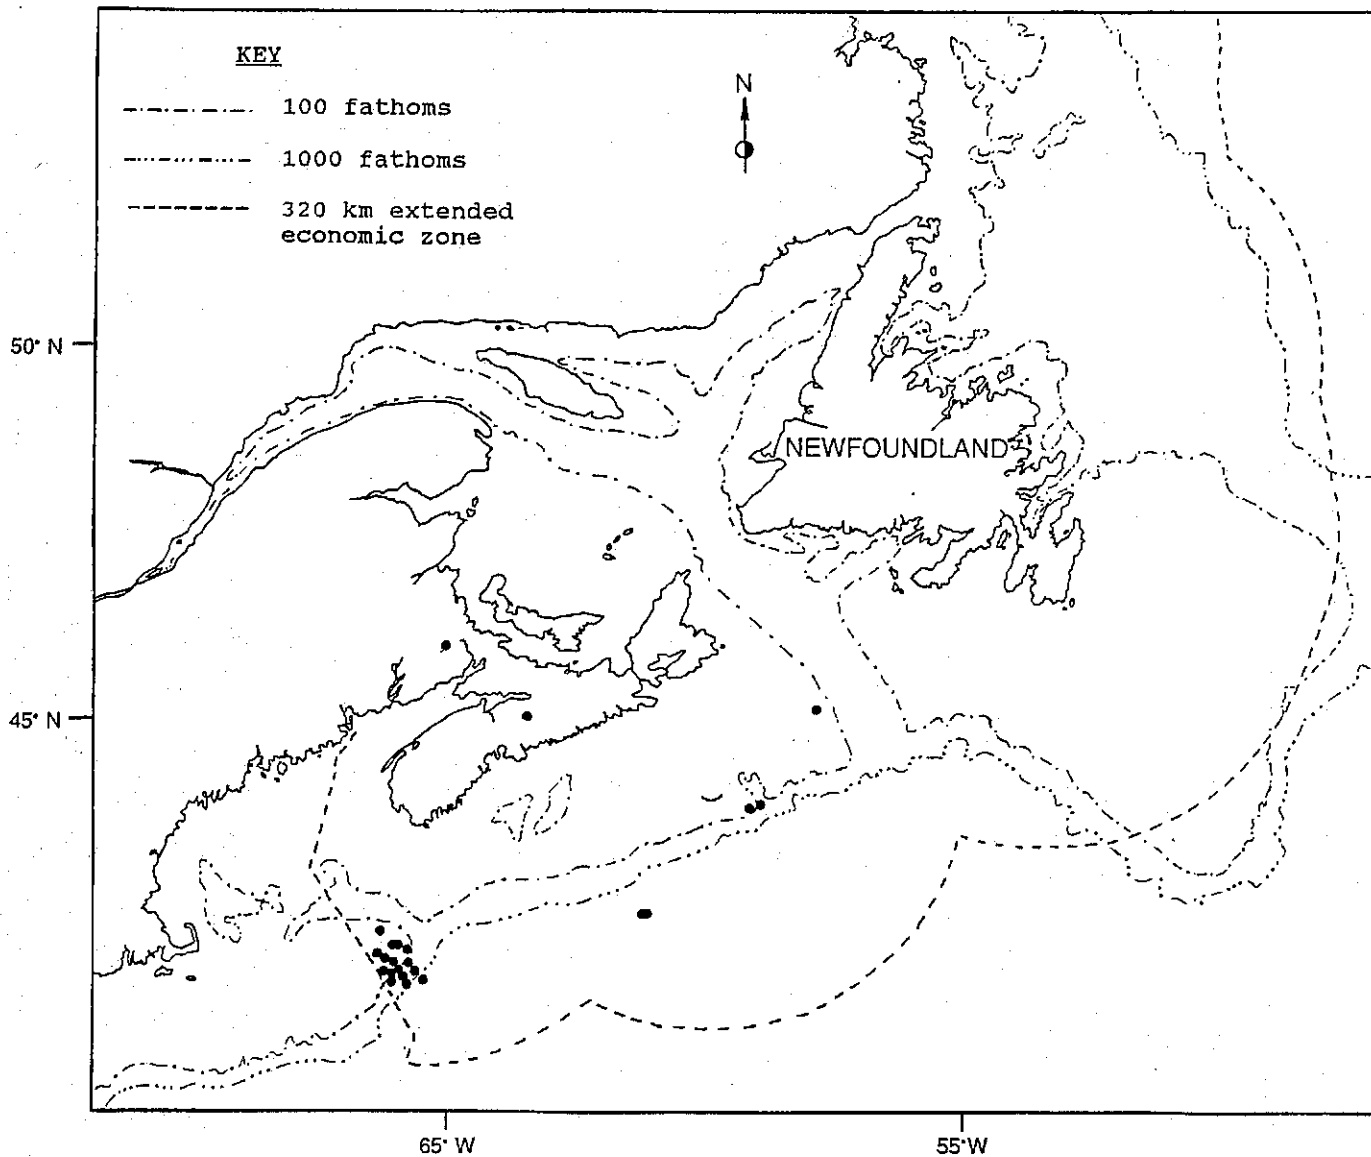 KEY
100 fathoms
1000 fathoms
320 km extended
economic zone
N
50° N
NEWFOUNDLAND
45° N
65° W
55° W